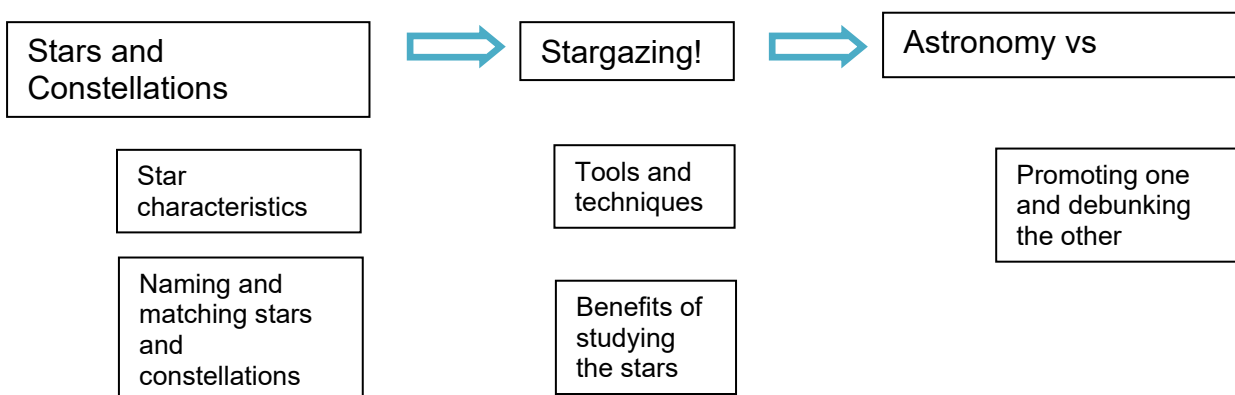 Stars and
Constellations
Stargazing!
Astronomy vs
Star
characteristics
Tools and
techniques
Promoting one
and debunking
the other
Naming and
matching stars
and
constellations
Benefits of
studying
the stars